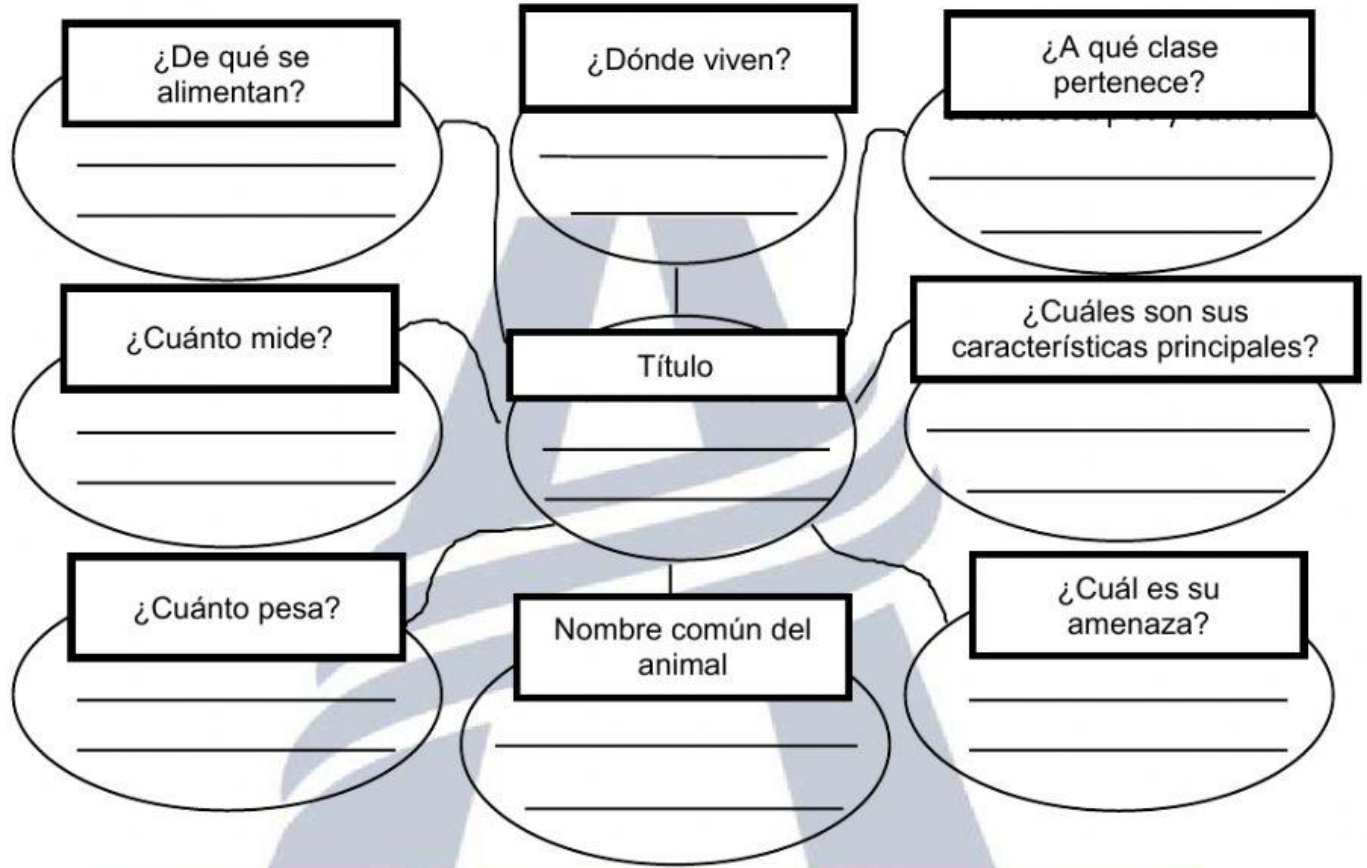 ¿De qué se
alimentan?
¿Dónde viven?
¿A qué clase
pertenece?
¿Cuánto mide?
Título
¿Cuáles son sus
características principales?
¿Cuánto pesa?
Nombre común del
animal
¿Cuál es su
amenaza?